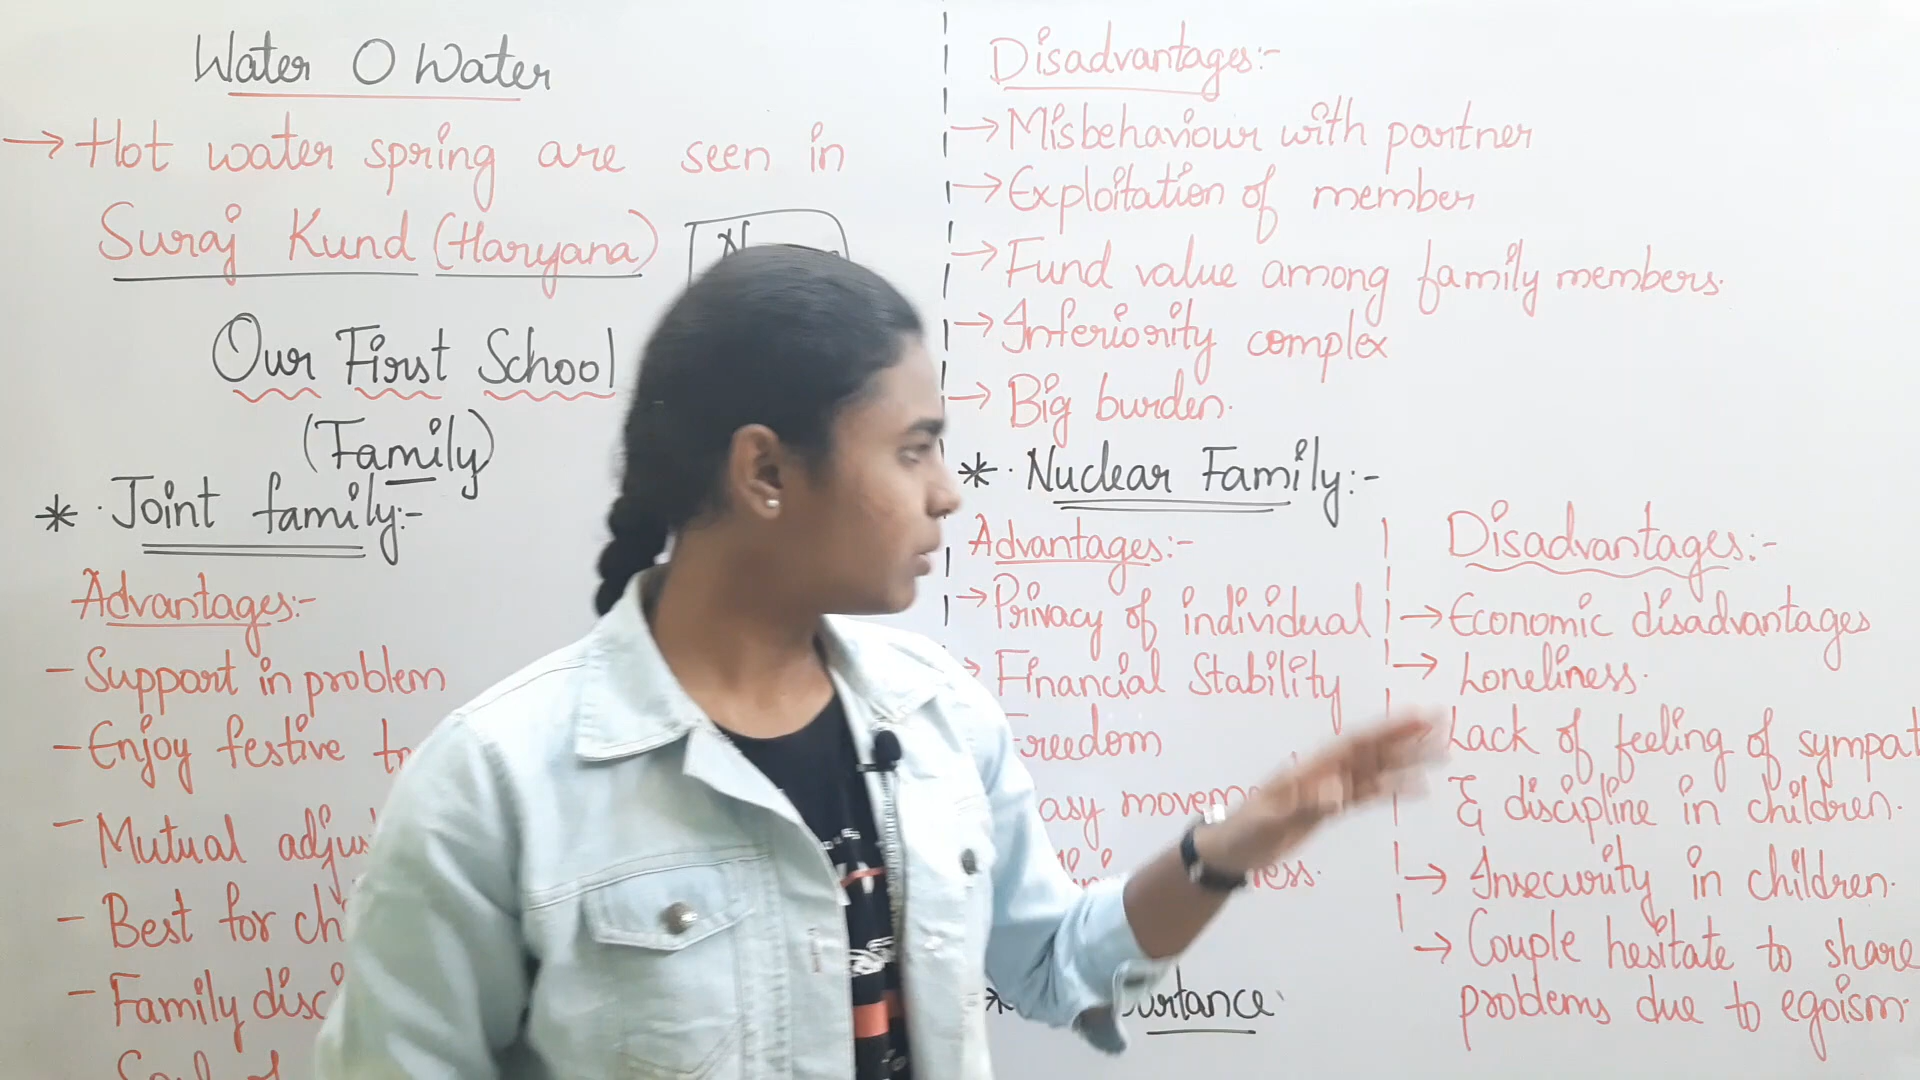 Water O Water
→ Hot water spring are seen in
Suraj Kund (Haryana)
Our First School
(Family)
* · Joint family:-
Advantages:-
- Support in problem
- Enjoy festive
- Mutual
- Best for
- Family
Disadvantages:-
→ Misbehaviour with partner
→ Exploitation of member
→ Fund value among family members.
→ Inferiority complex
→ Big burden.
* · Nuclear Family:-
Advantages:-
→ Privacy of individual
→ Financial Stability
Freedom
Disadvantages:-
→ Economic disadvantages
→ Loneliness.
Lack of feeling of
& discipline in children.
→ Insecurity in children.
→ Couple hesitate to share
problems due to egoism.